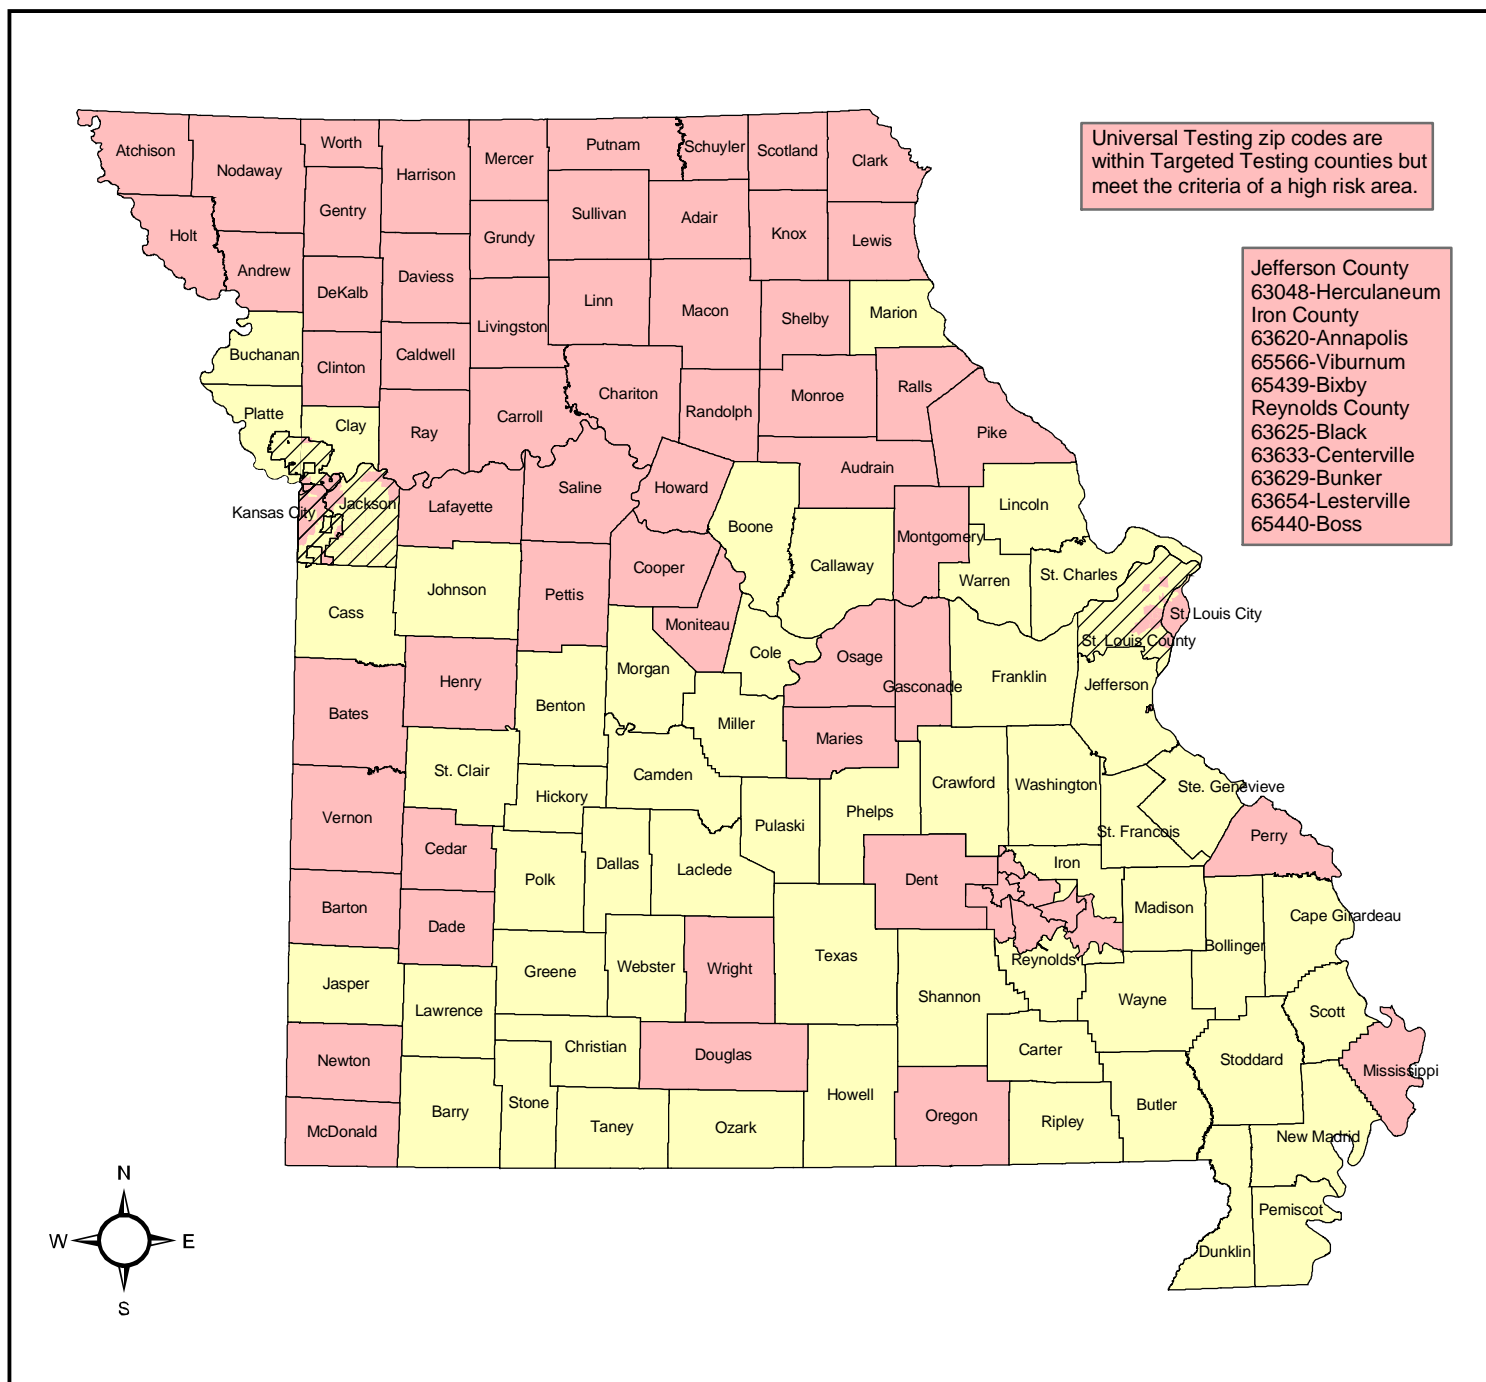 Universal Testing zip codes are
within Targeted Testing counties but
meet the criteria of a high risk area.
Jefferson County
63048-Herculaneum
Iron County
63620-Annapolis
65566-Viburnum
65439-Bixby
Reynolds County
63625-Black
63633-Centerville
63629-Bunker
63654-Lesterville
65440-Boss
Atchison
Nodaway
Worth
Harrison
Mercer
Putnam
Schuyler
Scotland
Clark
Gentry
Sullivan
Adair
Knox
Lewis
Holt
Andrew
DeKalb
Daviess
Grundy
Linn
Macon
Shelby
Marion
Buchanan
Clinton
Caldwell
Livingston
Chariton
Randolph
Monroe
Ralls
Pike
Platte
Clay
Ray
Carroll
Audrain
Kansas City
Jackson
Lafayette
Saline
Howard
Boone
Callaway
Montgomery
Lincoln
Warren
St. Charles
St. Louis City
St. Louis County
Cass
Johnson
Pettis
Cooper
Moniteau
Cole
Osage
Gasconade
Franklin
Jefferson
Bates
Henry
Benton
Morgan
Miller
Maries
St. Clair
Hickory
Camden
Pulaski
Phelps
Crawford
Washington
Ste. Genevieve
St. Francois
Perry
Vernon
Cedar
Polk
Dallas
Laclede
Dent
Iron
Madison
Bollinger
Cape Girardeau
Barton
Dade
Greene
Webster
Wright
Texas
Shannon
Reynolds
Wayne
Scott
Mississippi
Jasper
Lawrence
Christian
Douglas
Howell
Carter
Stoddard
Newton
McDonald
Barry
Stone
Taney
Ozark
Oregon
Ripley
Butler
New Madrid
Pemiscot
Dunklin
N
W
E
S